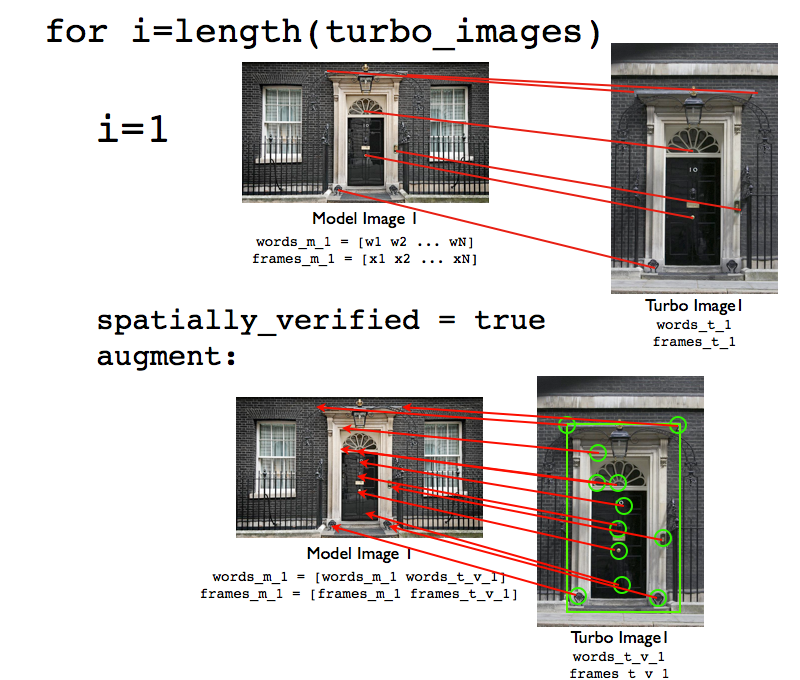 for i=length(turbo_images)
i=1
10
Model Image 1
words_m_1 = [w1 w2 ... wN]
frames_m_1 = [x1 x2 ... xN]
Turbo Image1
words_t_1
frames_t_1
spatially_verified = true
augment:
Model Image 1
words_m_1 = [words_m_1 words_t_v_1]
frames_m_1 = [frames_m_1 frames_t_v_1]
Turbo Image1
words_t_v_1
frames_t_v_1